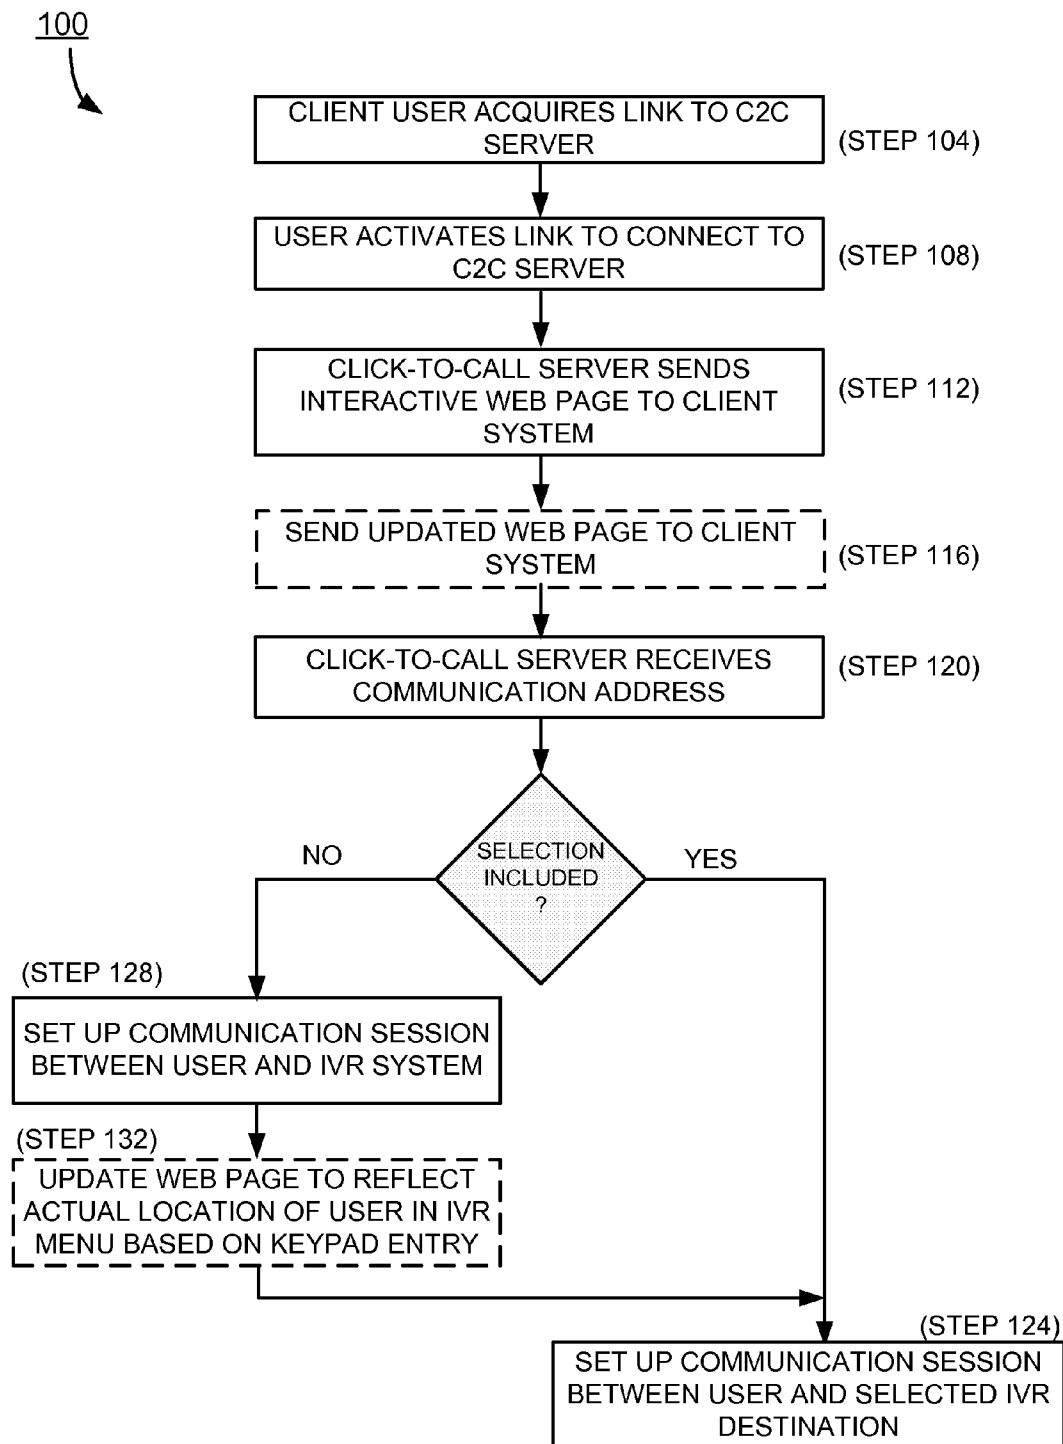 100
CLIENT USER ACQUIRES LINK TO C2C
SERVER
(STEP 104)
USER ACTIVATES LINK TO CONNECT TO
C2C SERVER
(STEP 108)
CLICK-TO-CALL SERVER SENDS
INTERACTIVE WEB PAGE TO CLIENT
SYSTEM
(STEP 112)
SEND UPDATED WEB PAGE TO CLIENT
SYSTEM
(STEP 116)
CLICK-TO-CALL SERVER RECEIVES
COMMUNICATION ADDRESS
(STEP 120)
SELECTION
INCLUDED
?
NO
YES
(STEP 128)
SET UP COMMUNICATION SESSION
BETWEEN USER AND IVR SYSTEM
(STEP 132)
UPDATE WEB PAGE TO REFLECT
ACTUAL LOCATION OF USER IN IVR
MENU BASED ON KEYPAD ENTRY
(STEP 124)
SET UP COMMUNICATION SESSION
BETWEEN USER AND SELECTED IVR
DESTINATION